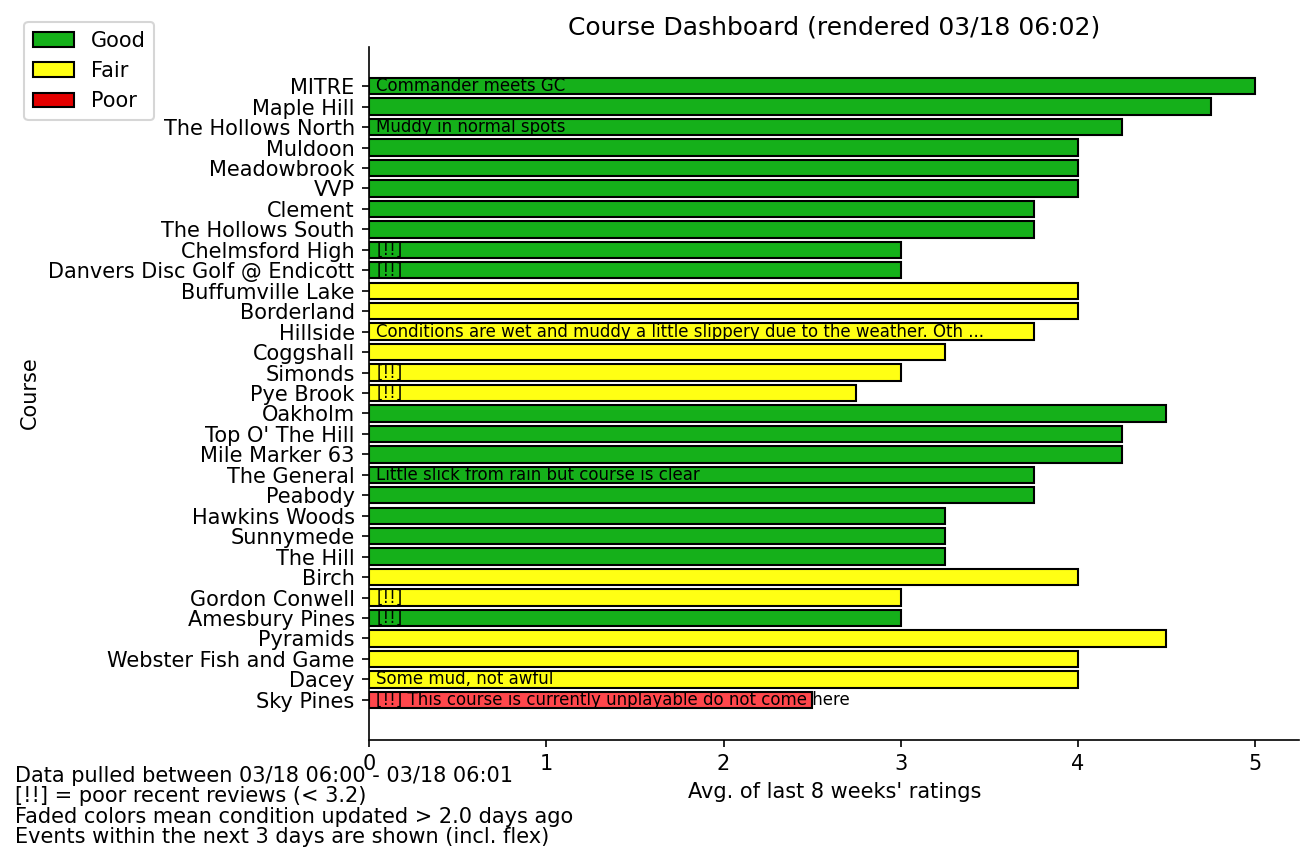 Course Dashboard (rendered 03/18 06:02)
Good
Fair
Poor
Course
MITRE Commander meets GC
Maple Hill
The Hollows North Muddy in normal spots
Muldoon
Meadowbrook
VVP
Clement
The Hollows South
Chelmsford High [!!]
Danvers Disc Golf @ Endicott [!!]
Buffumville Lake
Borderland
Hillside Conditions are wet and muddy a little slippery due to the weather. Oth ...
Coggshall
Simonds [!!]
Pye Brook [!!]
Oakholm
Top O' The Hill
Mile Marker 63
The General Little slick from rain but course is clear
Peabody
Hawkins Woods
Sunnymede
The Hill
Birch
Gordon Conwell [!!]
Amesbury Pines [!!]
Pyramids
Webster Fish and Game
Dacey Some mud, not awful
Sky Pines [!!] This course is currently unplayable do not come here
0 1 2 3 4 5
Avg. of last 8 weeks' ratings
Data pulled between 03/18 06:00 - 03/18 06:01
[!!] = poor recent reviews (< 3.2)
Faded colors mean condition updated > 2.0 days ago
Events within the next 3 days are shown (incl. flex)